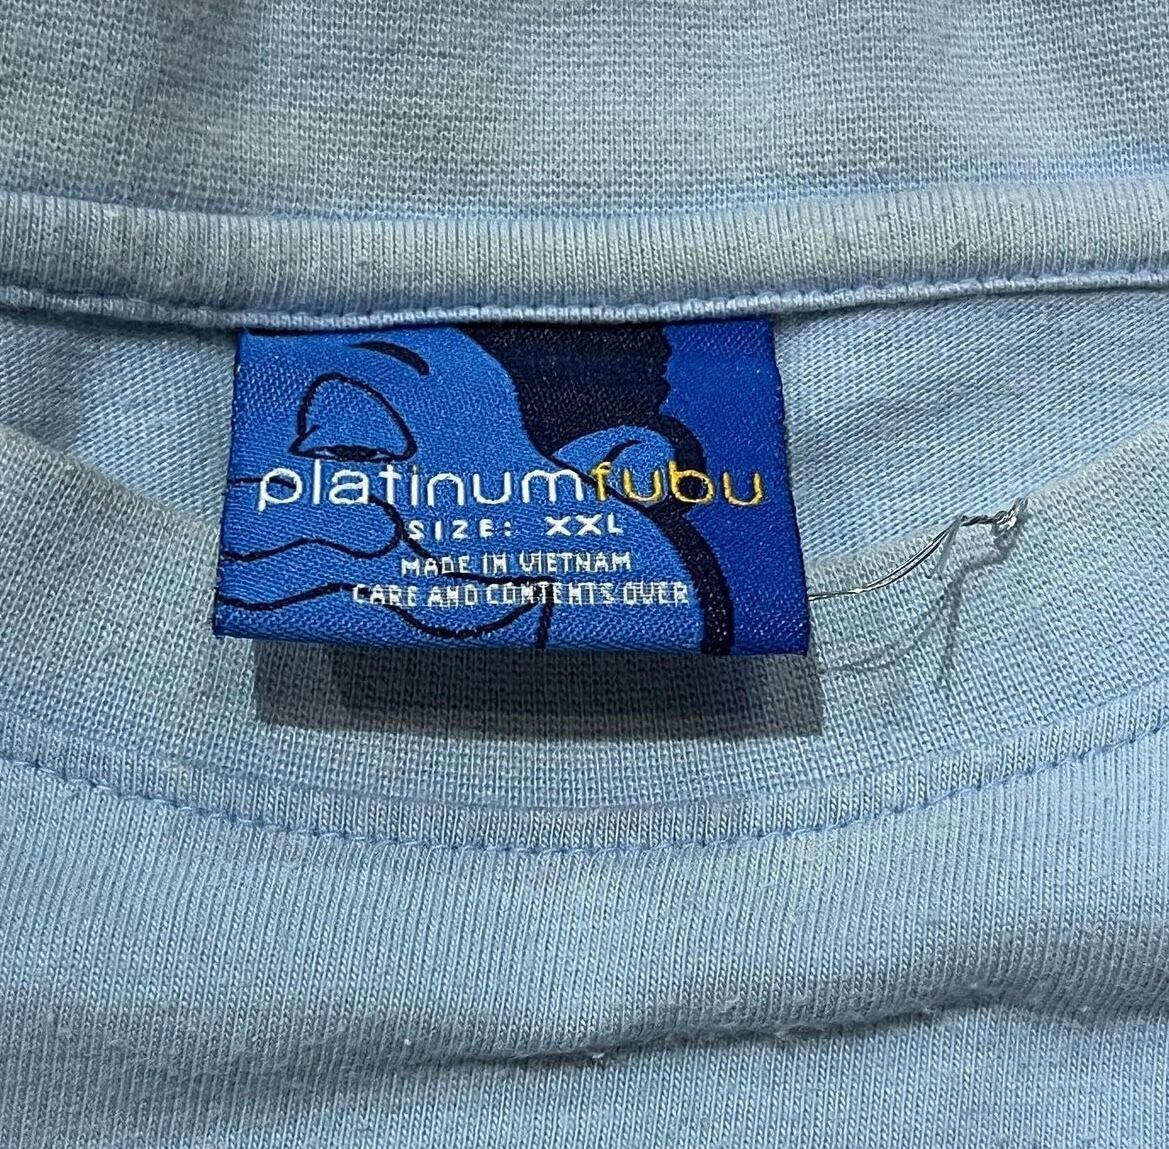 platinumfubu
SIZE: XXL
MADE IN VIETNAM
CARE AND CONTENTS OVER